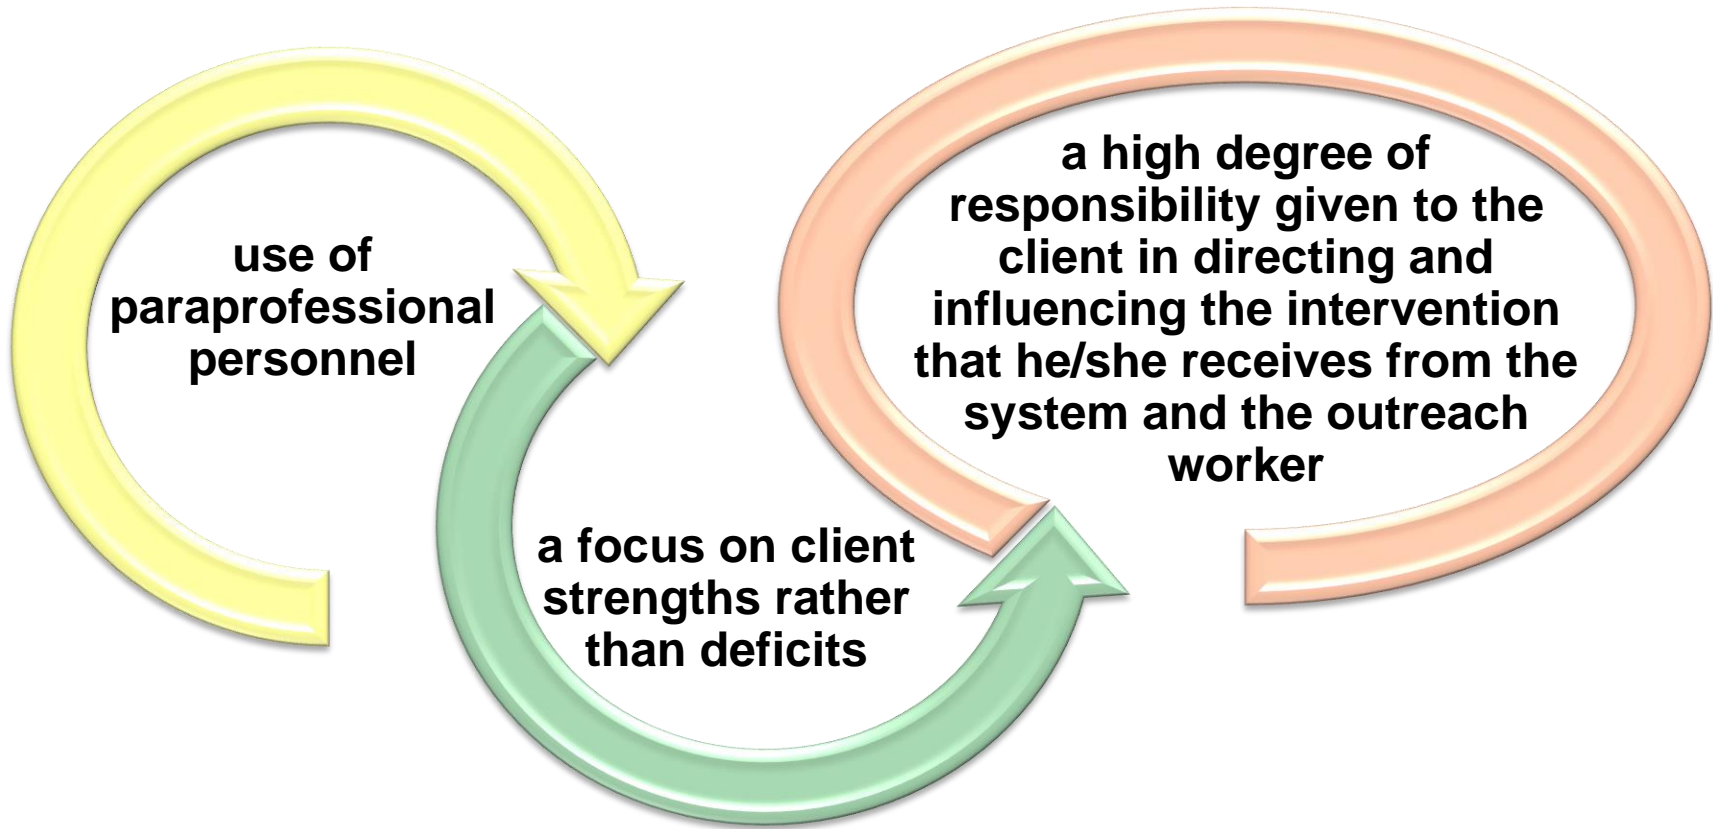 use of
paraprofessional
personnel
a focus on client
strengths rather
than deficits
a high degree of
responsibility given to the
client in directing and
influencing the intervention
that he/she receives from the
system and the outreach
worker